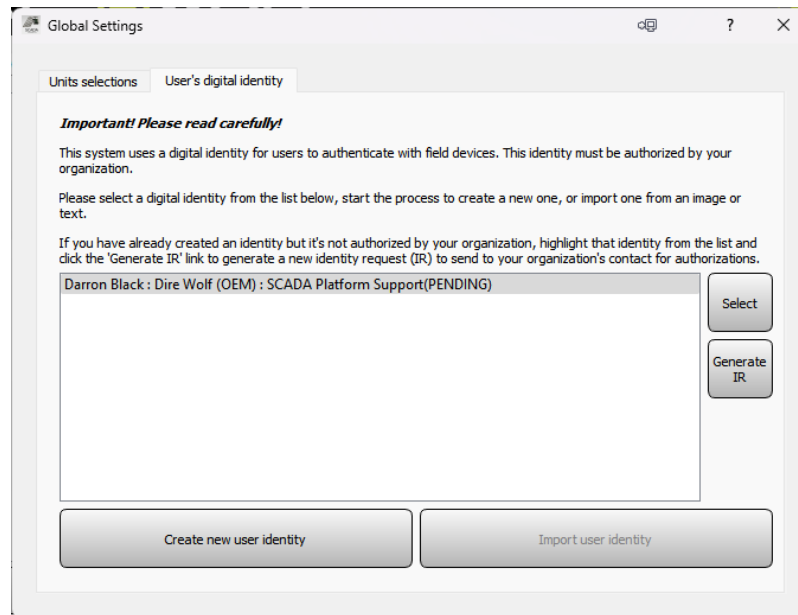 Global Settings ?
Units selections User's digital identity
Important! Please read carefully!
This system uses a digital identity for users to authenticate with field devices. This identity must be authorized by your
organization.
Please select a digital identity from the list below, start the process to create a new one, or import one from an image or
text.
If you have already created an identity but it's not authorized by your organization, highlight that identity from the list and
click the 'Generate IR' link to generate a new identity request (IR) to send to your organization's contact for authorizations.
Darron Black : Dire Wolf (OEM) : SCADA Platform Support(PENDING)
Select
Generate
IR
Create new user identity Import user identity